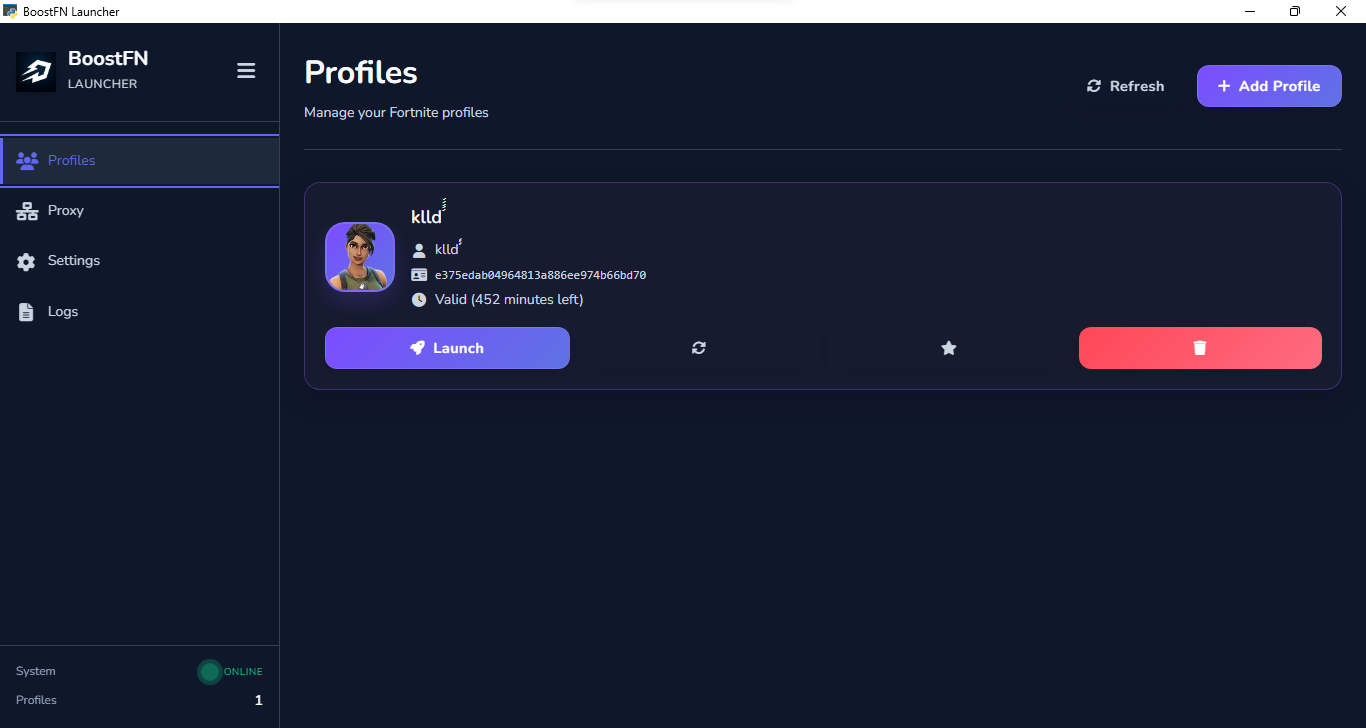 BoostFN Launcher
BoostFN
LAUNCHER
Profiles
Proxy
Settings
Logs
System
ONLINE
Profiles
1
Profiles
Manage your Fortnite profiles
Refresh
Add Profile
klld
klld
e375edab04964813a886ee974b66bd70
Valid (452 minutes left)
Launch